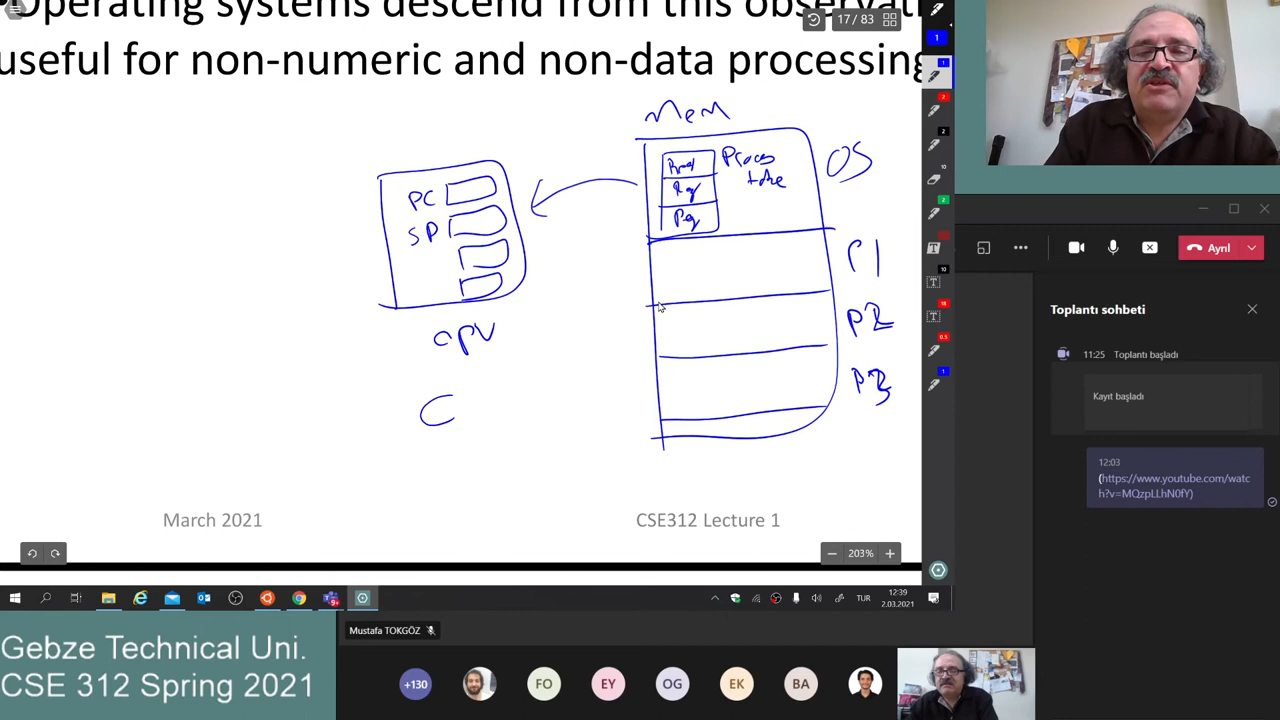 Operating systems descend from this observati
useful for non-numeric and non-data processing
17 / 83
Mem
OS
PC
SP
P1
P2
P3
CPU
C
March 2021
CSE312 Lecture 1
203%
Ayrıl
Toplantı sohbeti
11:25 Toplantı başladı
Kayıt başladı
12:03
(https://www.youtube.com/watc
h?v=MQzpLLhN0fY)
TUR
12:39
2.03.2021
Mustafa TOKGÖZ
Gebze Technical Uni.
CSE 312 Spring 2021
+130
FO
EY
OG
EK
BA